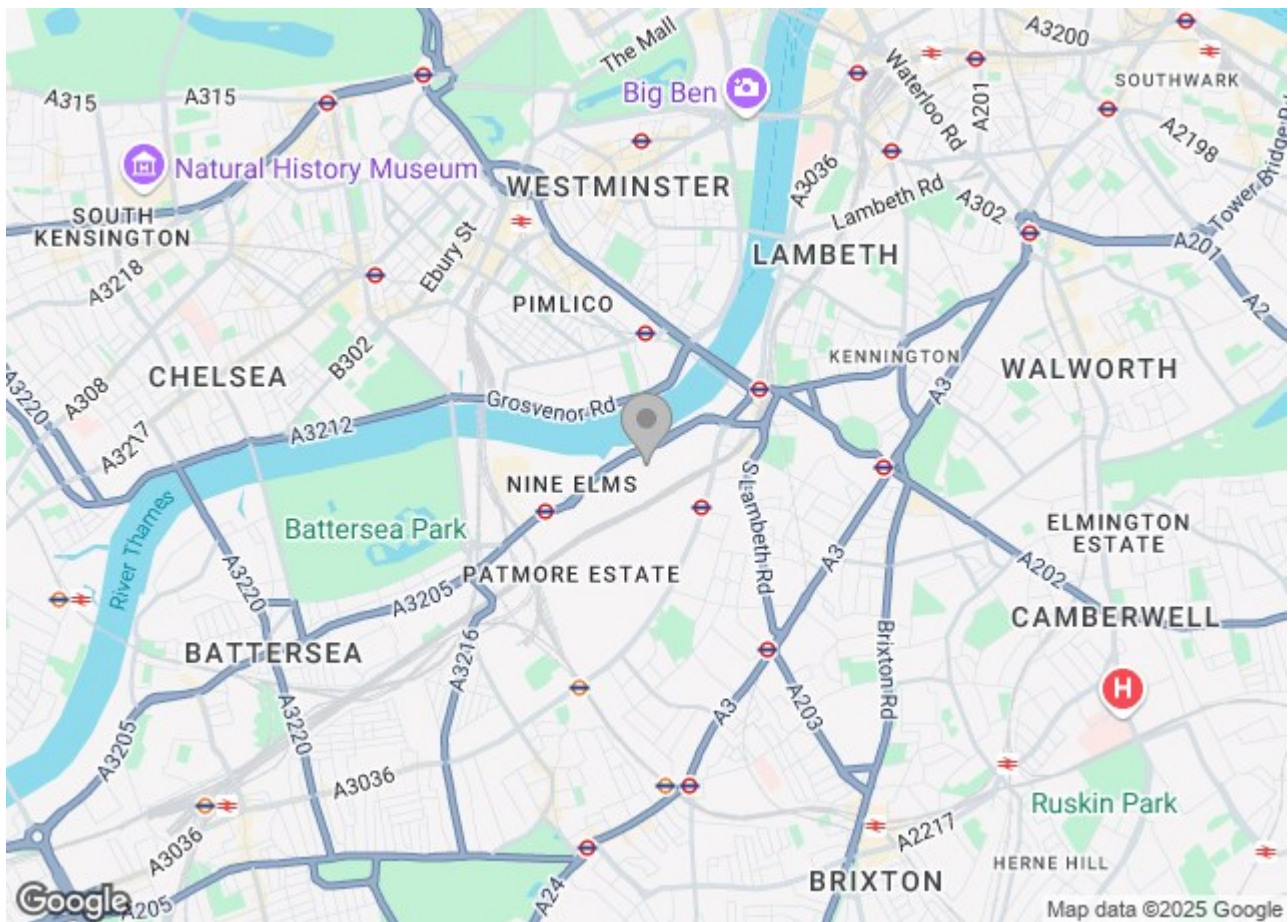 A3200
The Mall
SOUTHWARK
A315
A315
Big Ben
Waterloo Rd
A201
A2198
Natural History Museum
WESTMINSTER
A3036
Lambeth Rd
A302
Tower Bridge Rd
SOUTH
KENSINGTON
Ebury St
LAMBETH
A201
A3218
PIMLICO
A2
B302
KENNINGTON
CHELSEA
WALWORTH
A308
A3220
A3
Grosvenor Rd
A3212
A3217
NINE ELMS
S Lambeth Rd
River Thames
Battersea Park
ELMINGTON
ESTATE
A3220
PATMORE ESTATE
A3
A202
A3205
CAMBERWELL
BATTERSEA
A3216
Brixton Rd
H
A3220
A3
A203
A3205
A3036
Ruskin Park
A3036
A2217
HERNE HILL
BRIXTON
A24
Google
A205
Map data ©2025 Google